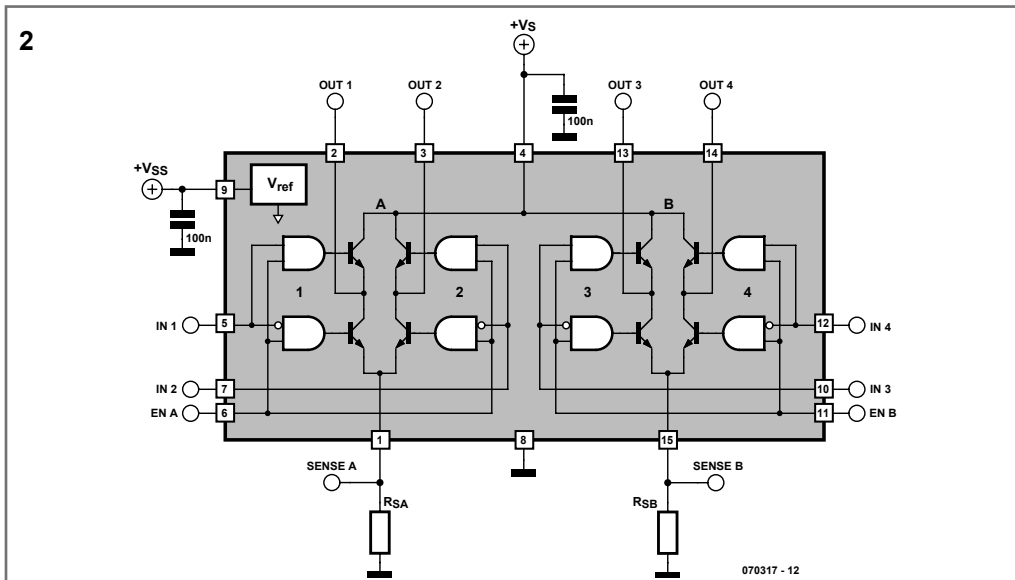 2
+VS
OUT 1
OUT 2
OUT 3
OUT 4
100n
2
3
4
13
14
+VSS
9
Vref
A
B
100n
1
2
3
4
IN 1
5
12
IN 4
IN 2
7
10
IN 3
EN A
6
11
EN B
1
8
15
SENSE A
SENSE B
RSA
RSB
070317 - 12